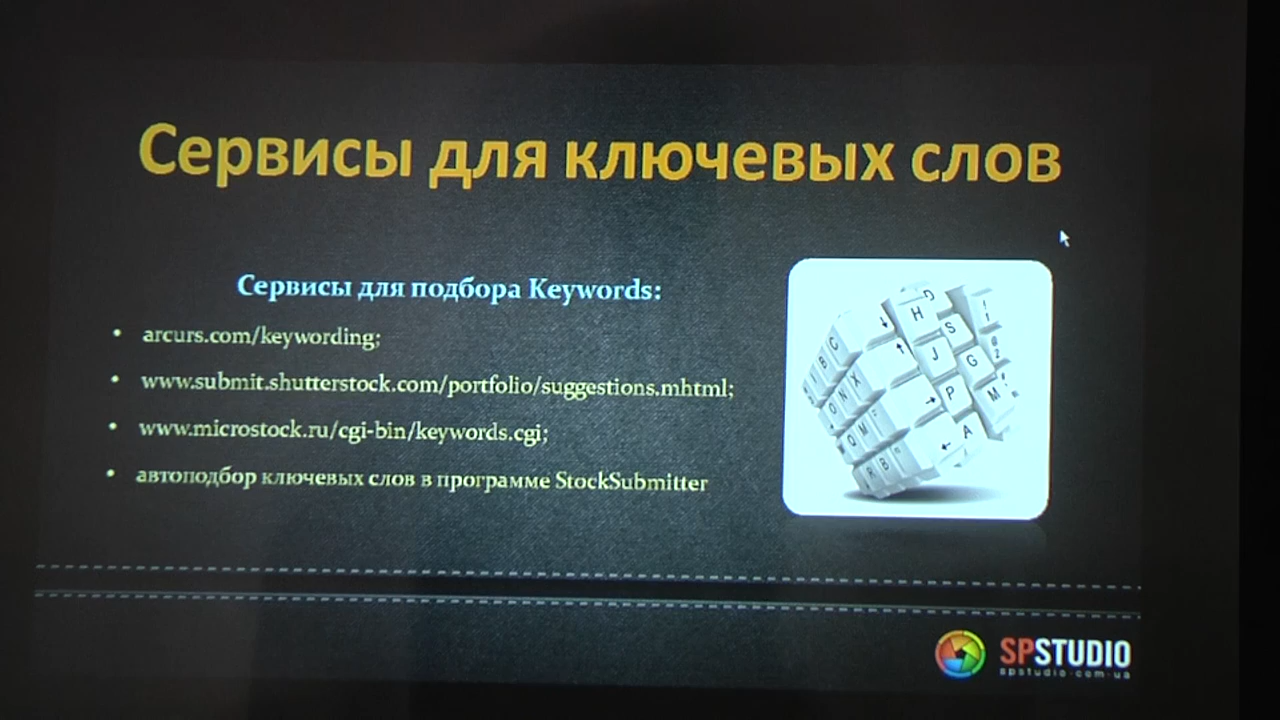 Сервисы для ключевых слов
Сервисы для подбора Keywords:
• arcurs.com/keywording;
• www.submit.shutterstock.com/portfolio/suggestions.mhtml;
• www.microstock.ru/cgi-bin/keywords.cgi;
• автоподбор ключевых слов в программе StockSubmitter
SPSTUDIO
spstudio.com.ua